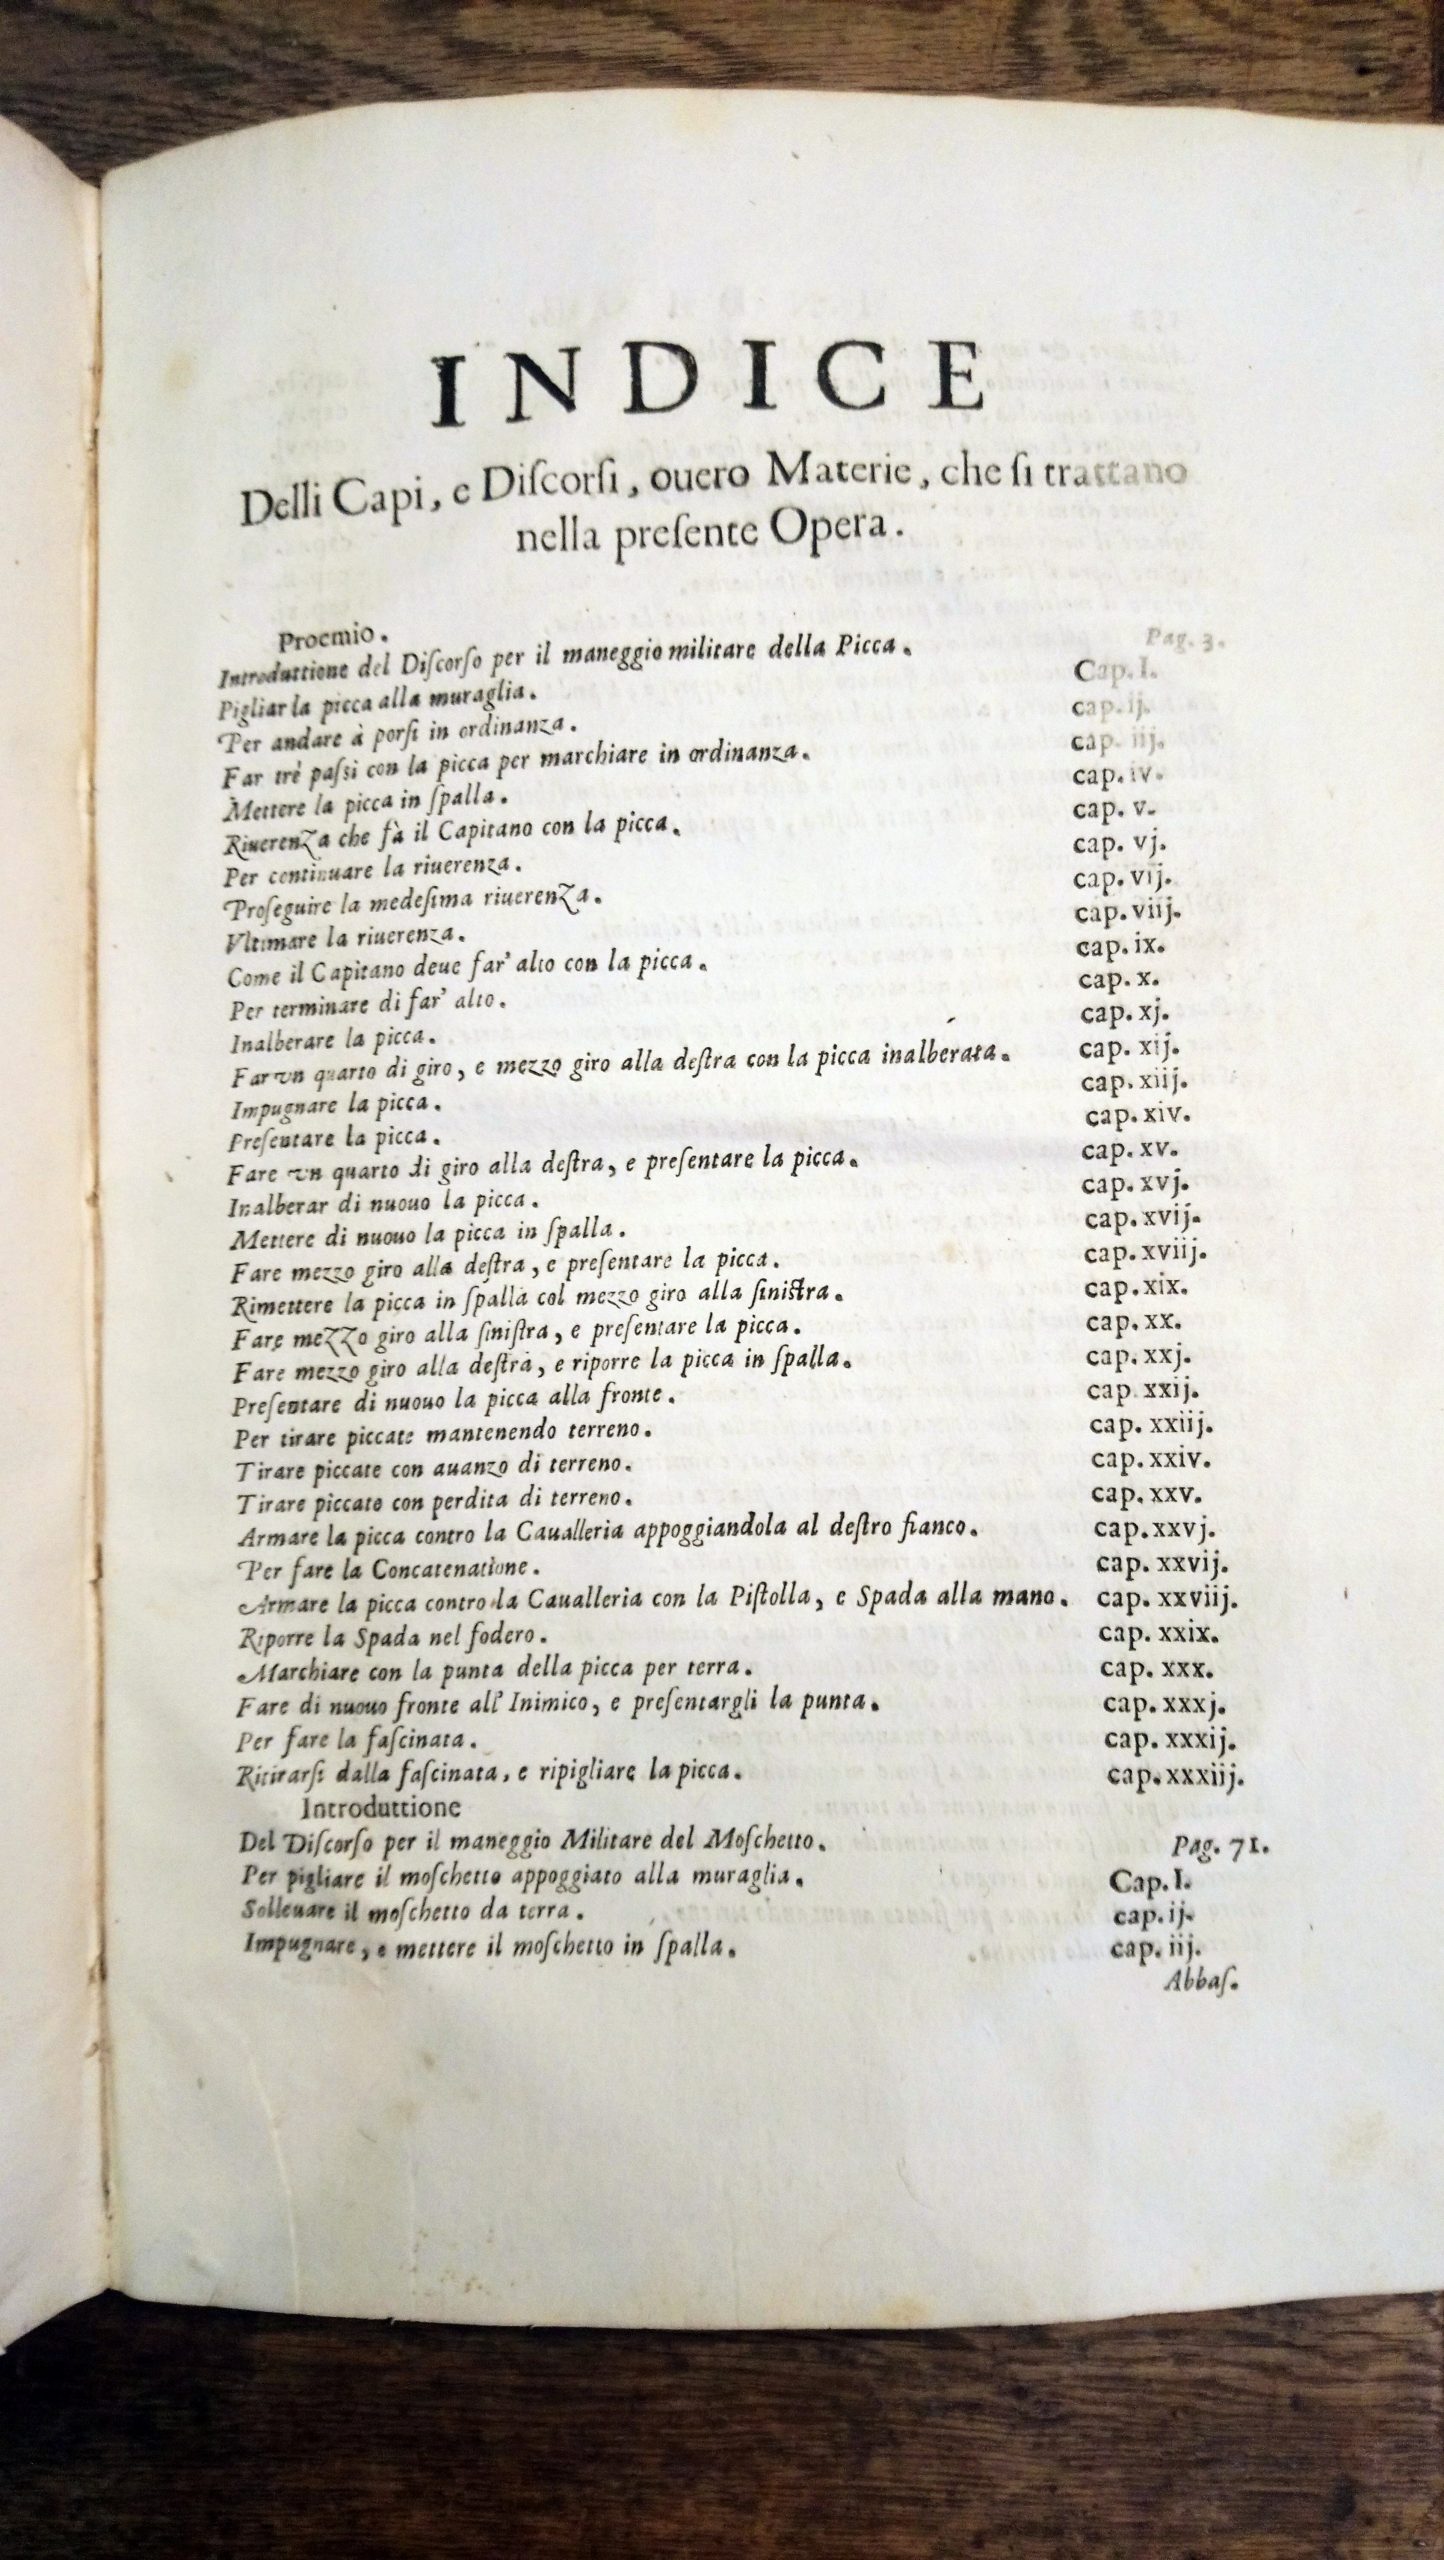 INDICE
Delli Capi, e Diſcorſi, ouero Materie, che ſi trattano
nella preſente Opera.
Proemio.
Introduttione del Diſcorſo per il maneggio militare della Picca. Pag. 3.
Pigliar la picca alla muraglia. Cap. I.
Per andare à porſi in ordinanza. cap. ij.
Far trè paſsi con la picca per marchiare in ordinanza. cap. iij.
Mettere la picca in ſpalla. cap. iv.
Riuerenza che fà il Capitano con la picca. cap. v.
Per continuare la riuerenza. cap. vj.
Proſeguire la medeſima riuerenza. cap. vij.
Vltimare la riuerenza. cap. viij.
Come il Capitano deue far' alto con la picca. cap. ix.
Per terminare di far' alto. cap. x.
Inalberare la picca. cap. xj.
Far vn quarto di giro, e mezzo giro alla deſtra con la picca inalberata. cap. xij.
Impugnare la picca. cap. xiij.
Preſentare la picca. cap. xiv.
Fare vn quarto di giro alla deſtra, e preſentare la picca. cap. xv.
Inalberar di nuouo la picca. cap. xvj.
Mettere di nuouo la picca in ſpalla. cap. xvij.
Fare mezzo giro alla deſtra, e preſentare la picca. cap. xviij.
Rimettere la picca in ſpalla col mezzo giro alla ſiniſtra. cap. xix.
Fare mezzo giro alla ſiniſtra, e preſentare la picca. cap. xx.
Fare mezzo giro alla deſtra, e riporre la picca in ſpalla. cap. xxj.
Preſentare di nuouo la picca alla fronte. cap. xxij.
Per tirare piccate mantenendo terreno. cap. xxiij.
Tirare piccate con auanzo di terreno. cap. xxiv.
Tirare piccate con perdita di terreno. cap. xxv.
Armare la picca contro la Caualleria appoggiandola al deſtro fianco. cap. xxvj.
Per fare la Concatenatione. cap. xxvij.
Armare la picca contro la Caualleria con la Piſtolla, e Spada alla mano. cap. xxviij.
Riporre la Spada nel fodero. cap. xxix.
Marchiare con la punta della picca per terra. cap. xxx.
Fare di nuouo fronte all' Inimico, e preſentargli la punta. cap. xxxj.
Per fare la faſcinata. cap. xxxij.
Ritirarſi dalla faſcinata, e ripigliare la picca. cap. xxxiij.
Introduttione
Del Diſcorſo per il maneggio Militare del Moſchetto. Pag. 71.
Per pigliare il moſchetto appoggiato alla muraglia. Cap. I.
Solleuare il moſchetto da terra. cap. ij.
Impugnare, e mettere il moſchetto in ſpalla. cap. iij.
Abbaſ.